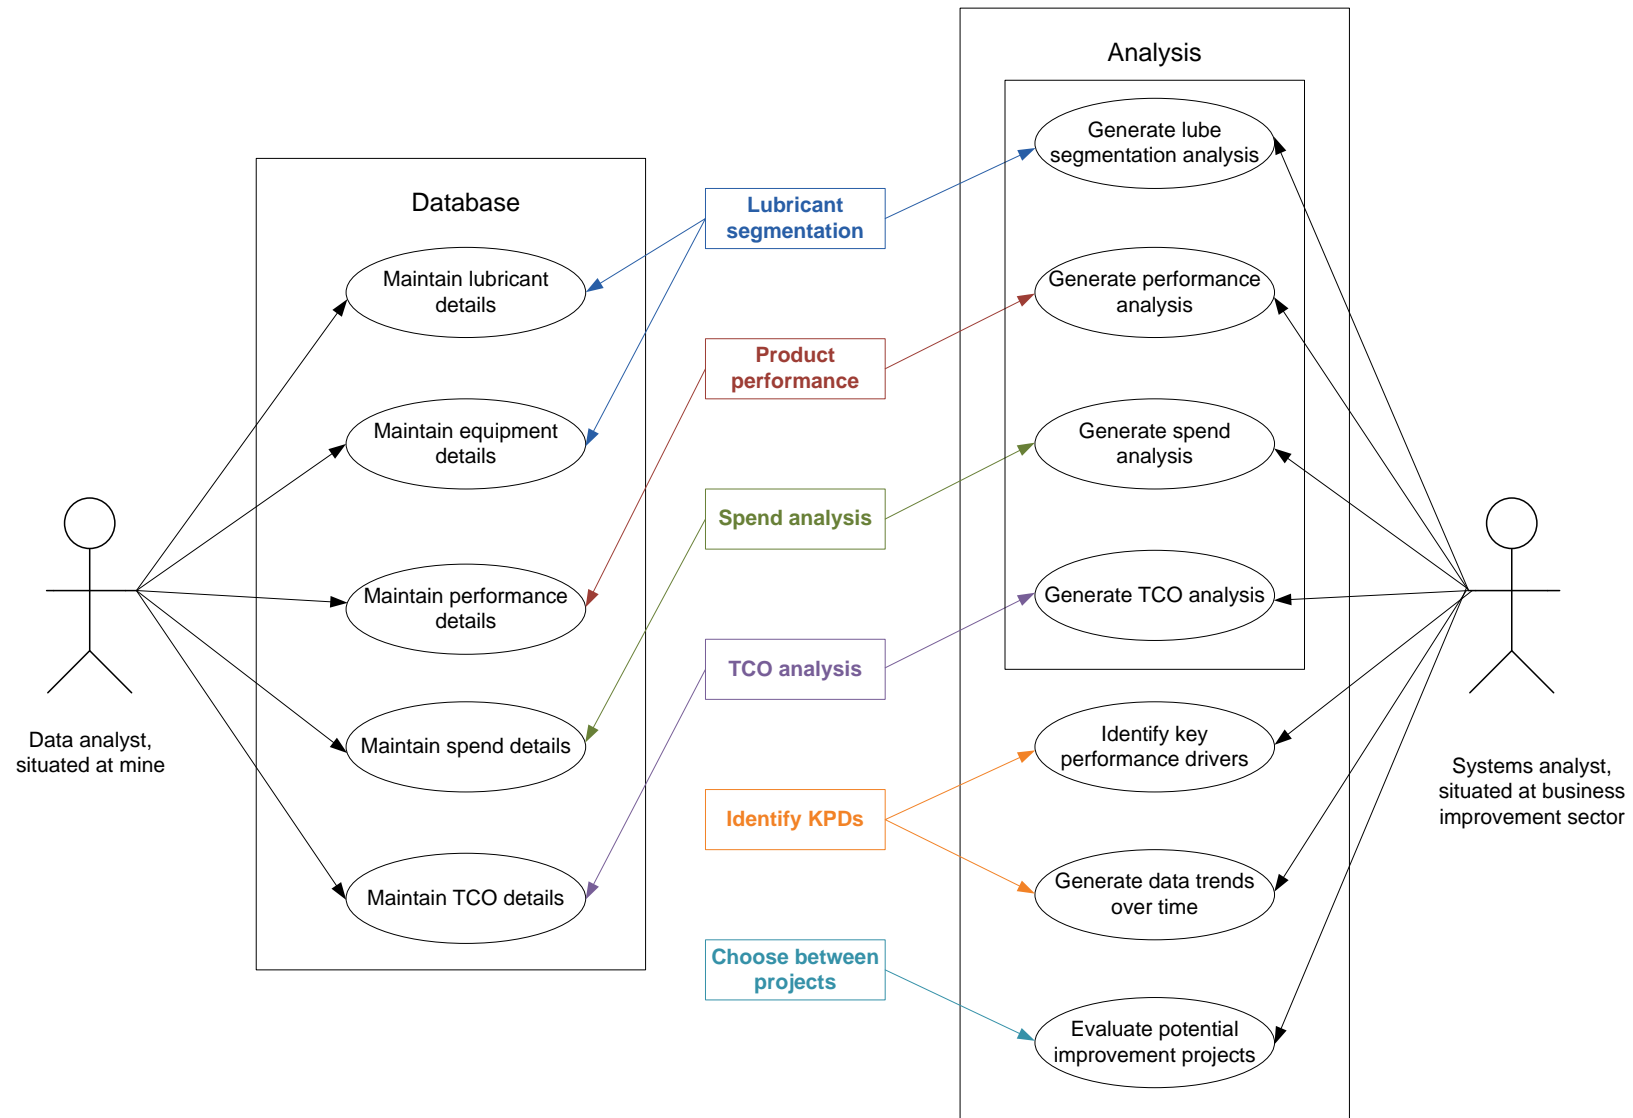 Analysis
Generate lube
segmentation analysis
Database
Lubricant
segmentation
Maintain lubricant
details
Generate performance
analysis
Product
performance
Maintain equipment
details
Generate spend
analysis
Spend analysis
Maintain performance
details
Generate TCO analysis
TCO analysis
Data analyst,
situated at mine
Maintain spend details
Identify key
performance drivers
Systems analyst,
situated at business
improvement sector
Identify KPDs
Maintain TCO details
Generate data trends
over time
Choose between
projects
Evaluate potential
improvement projects